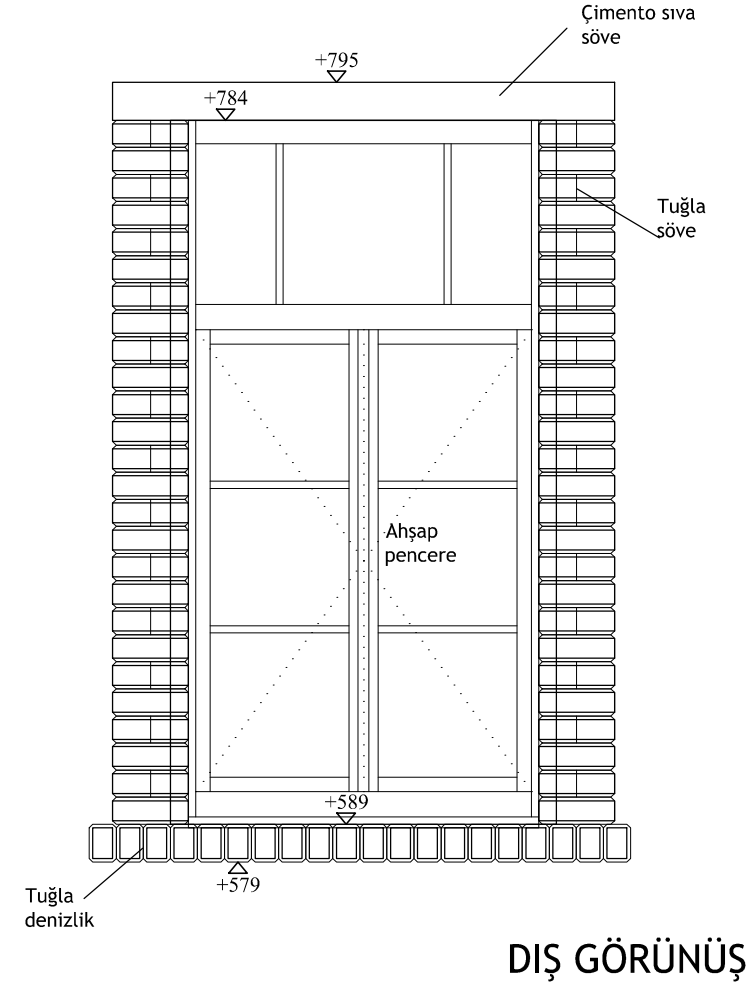 Çimento sıva
söve
+795
+784
Tuğla
söve
Ahşap
pencere
+589
+579
Tuğla
denizlik
DIŞ GÖRÜNÜŞ